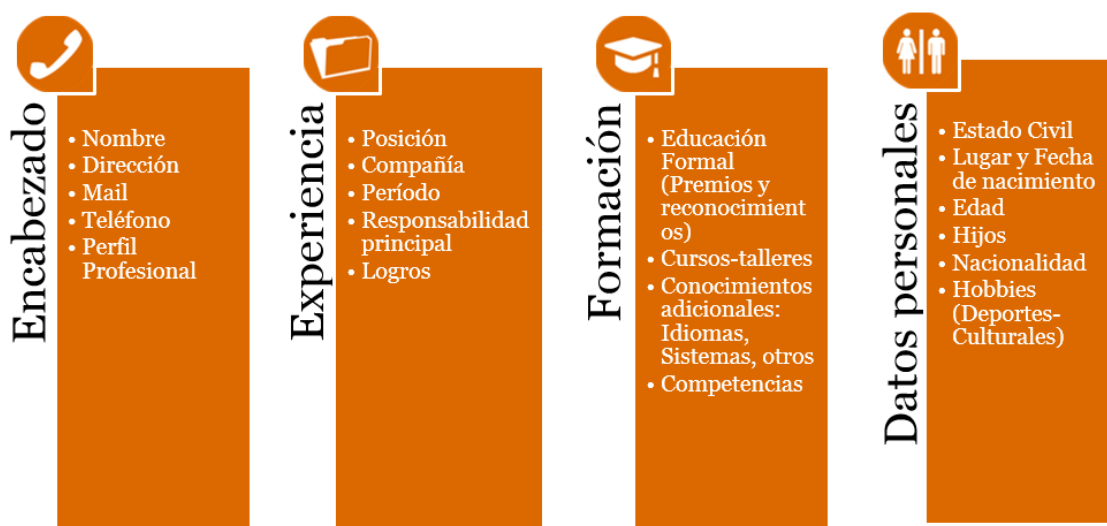 Encabezado
• Nombre
• Dirección
• Mail
• Teléfono
• Perfil
Profesional
Experiencia
• Posición
• Compañía
• Período
• Responsabilidad
principal
• Logros
Formación
• Educación
Formal
(Premios y
reconocimient
os)
• Cursos-talleres
• Conocimientos
adicionales:
Idiomas,
Sistemas, otros
• Competencias
Datos personales
• Estado Civil
• Lugar y Fecha
de nacimiento
• Edad
• Hijos
• Nacionalidad
• Hobbies
(Deportes-
Culturales)